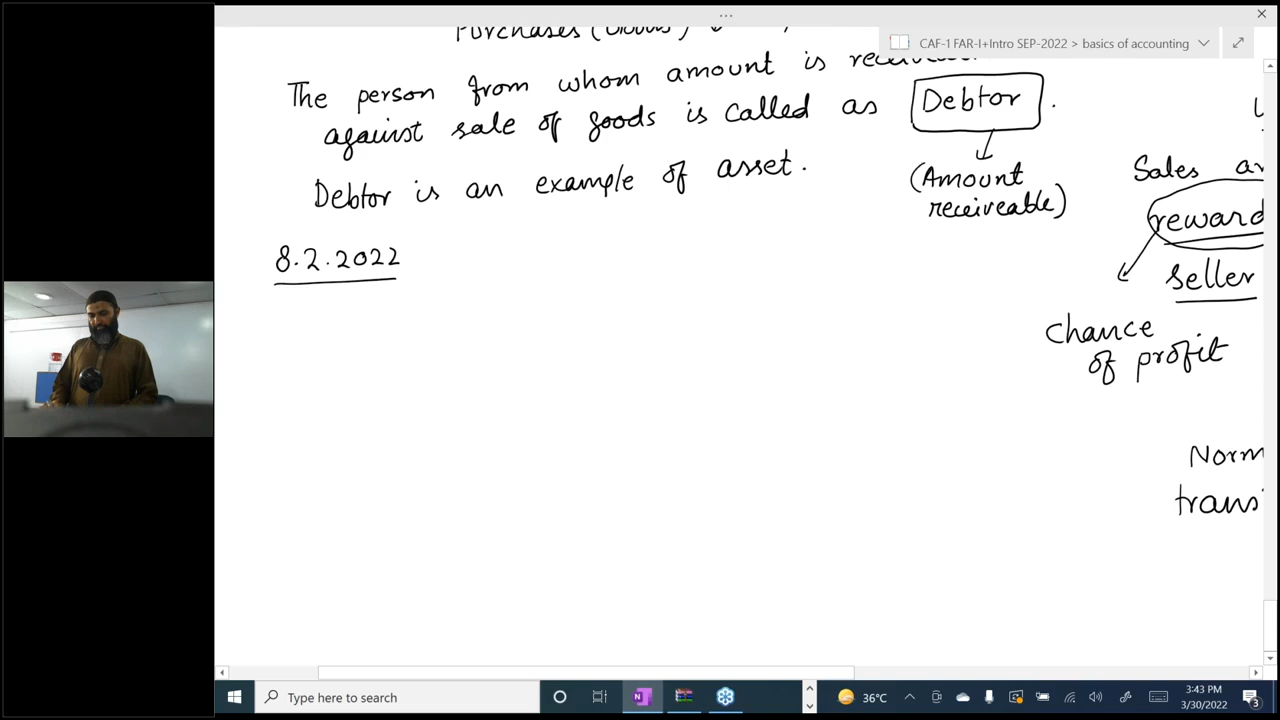 CAF-1 FAR-I+Intro SEP-2022 > basics of accounting
The person from whom amount is
against sale of goods is called as Debtor.
(Amount
receiveable)
Debtor is an example of asset.
8.2.2022
Sales
reward
seller
Chance
of profit
Type here to search
36°C
3:43 PM
3/30/2022
3